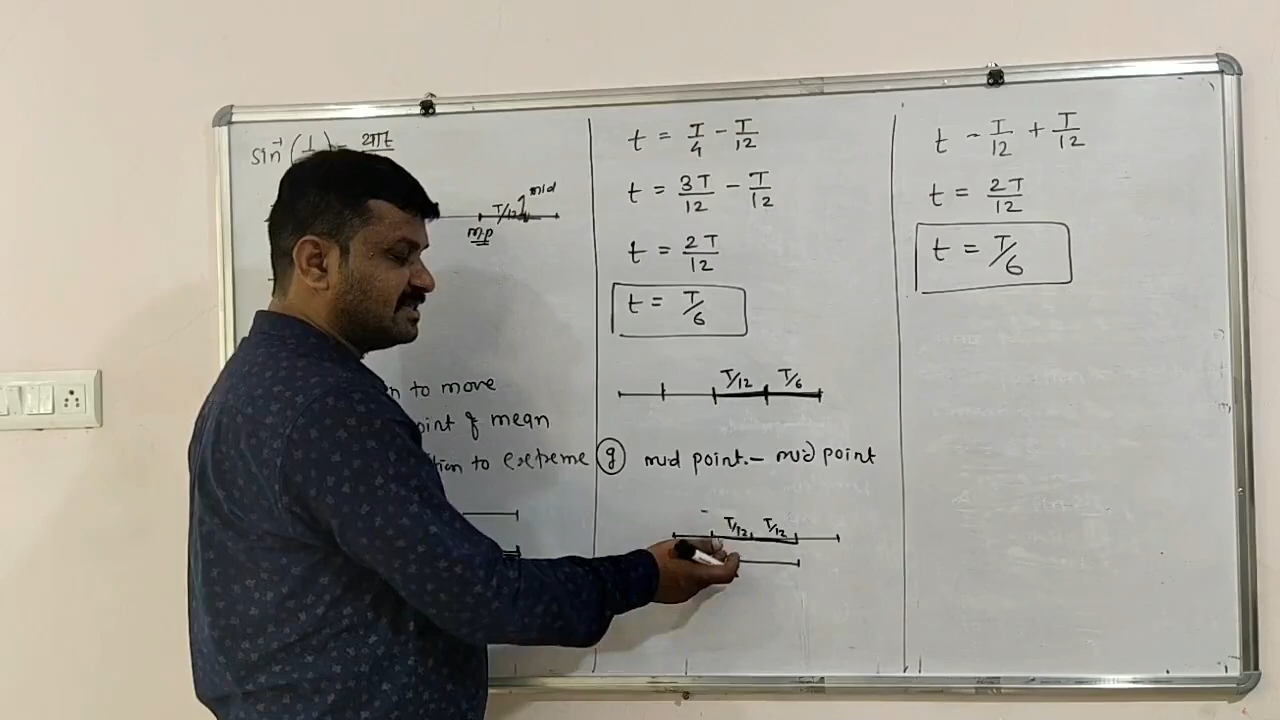 sin⁻¹(1/ = 2πt
mid
T/12
m.p
n to move
oint of mean
tion to extreme
t = T/4 - T/12
t = 3T/12 - T/12
t = 2T/12
t = T/6
T/12 T/6
g mid point. - mid point
T/12 T/12
t - T/12 + T/12
t = 2T/12
t = T/6